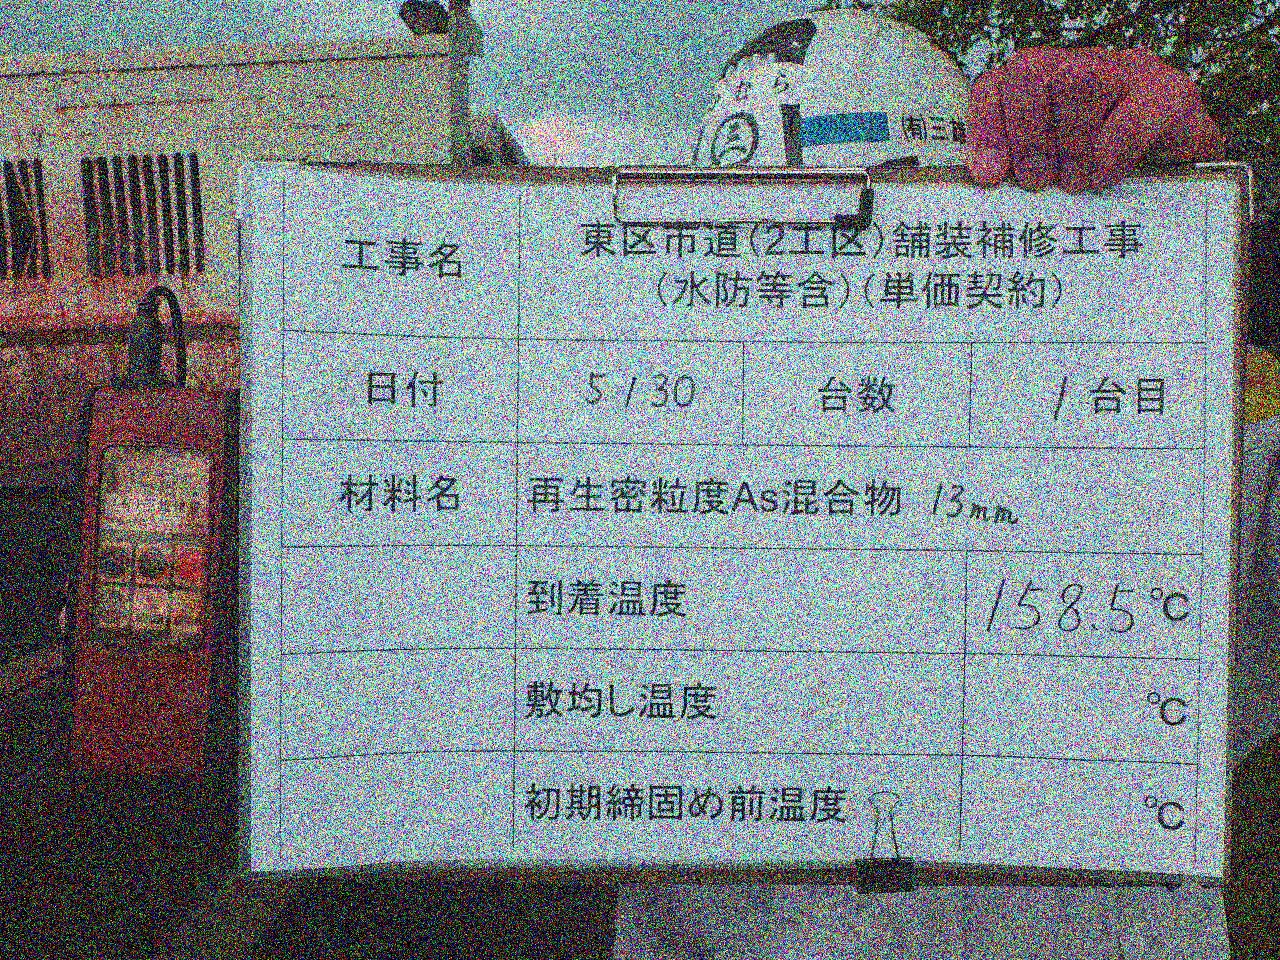 おら
㊂
(有)三
工事名
東区市道(2工区)舗装補修工事
(水防等含)(単価契約)
日付 5/30 台数 1台目
材料名 再生密粒度As混合物 13mm
到着温度 158.5℃
敷均し温度 ℃
初期締固め前温度 ℃